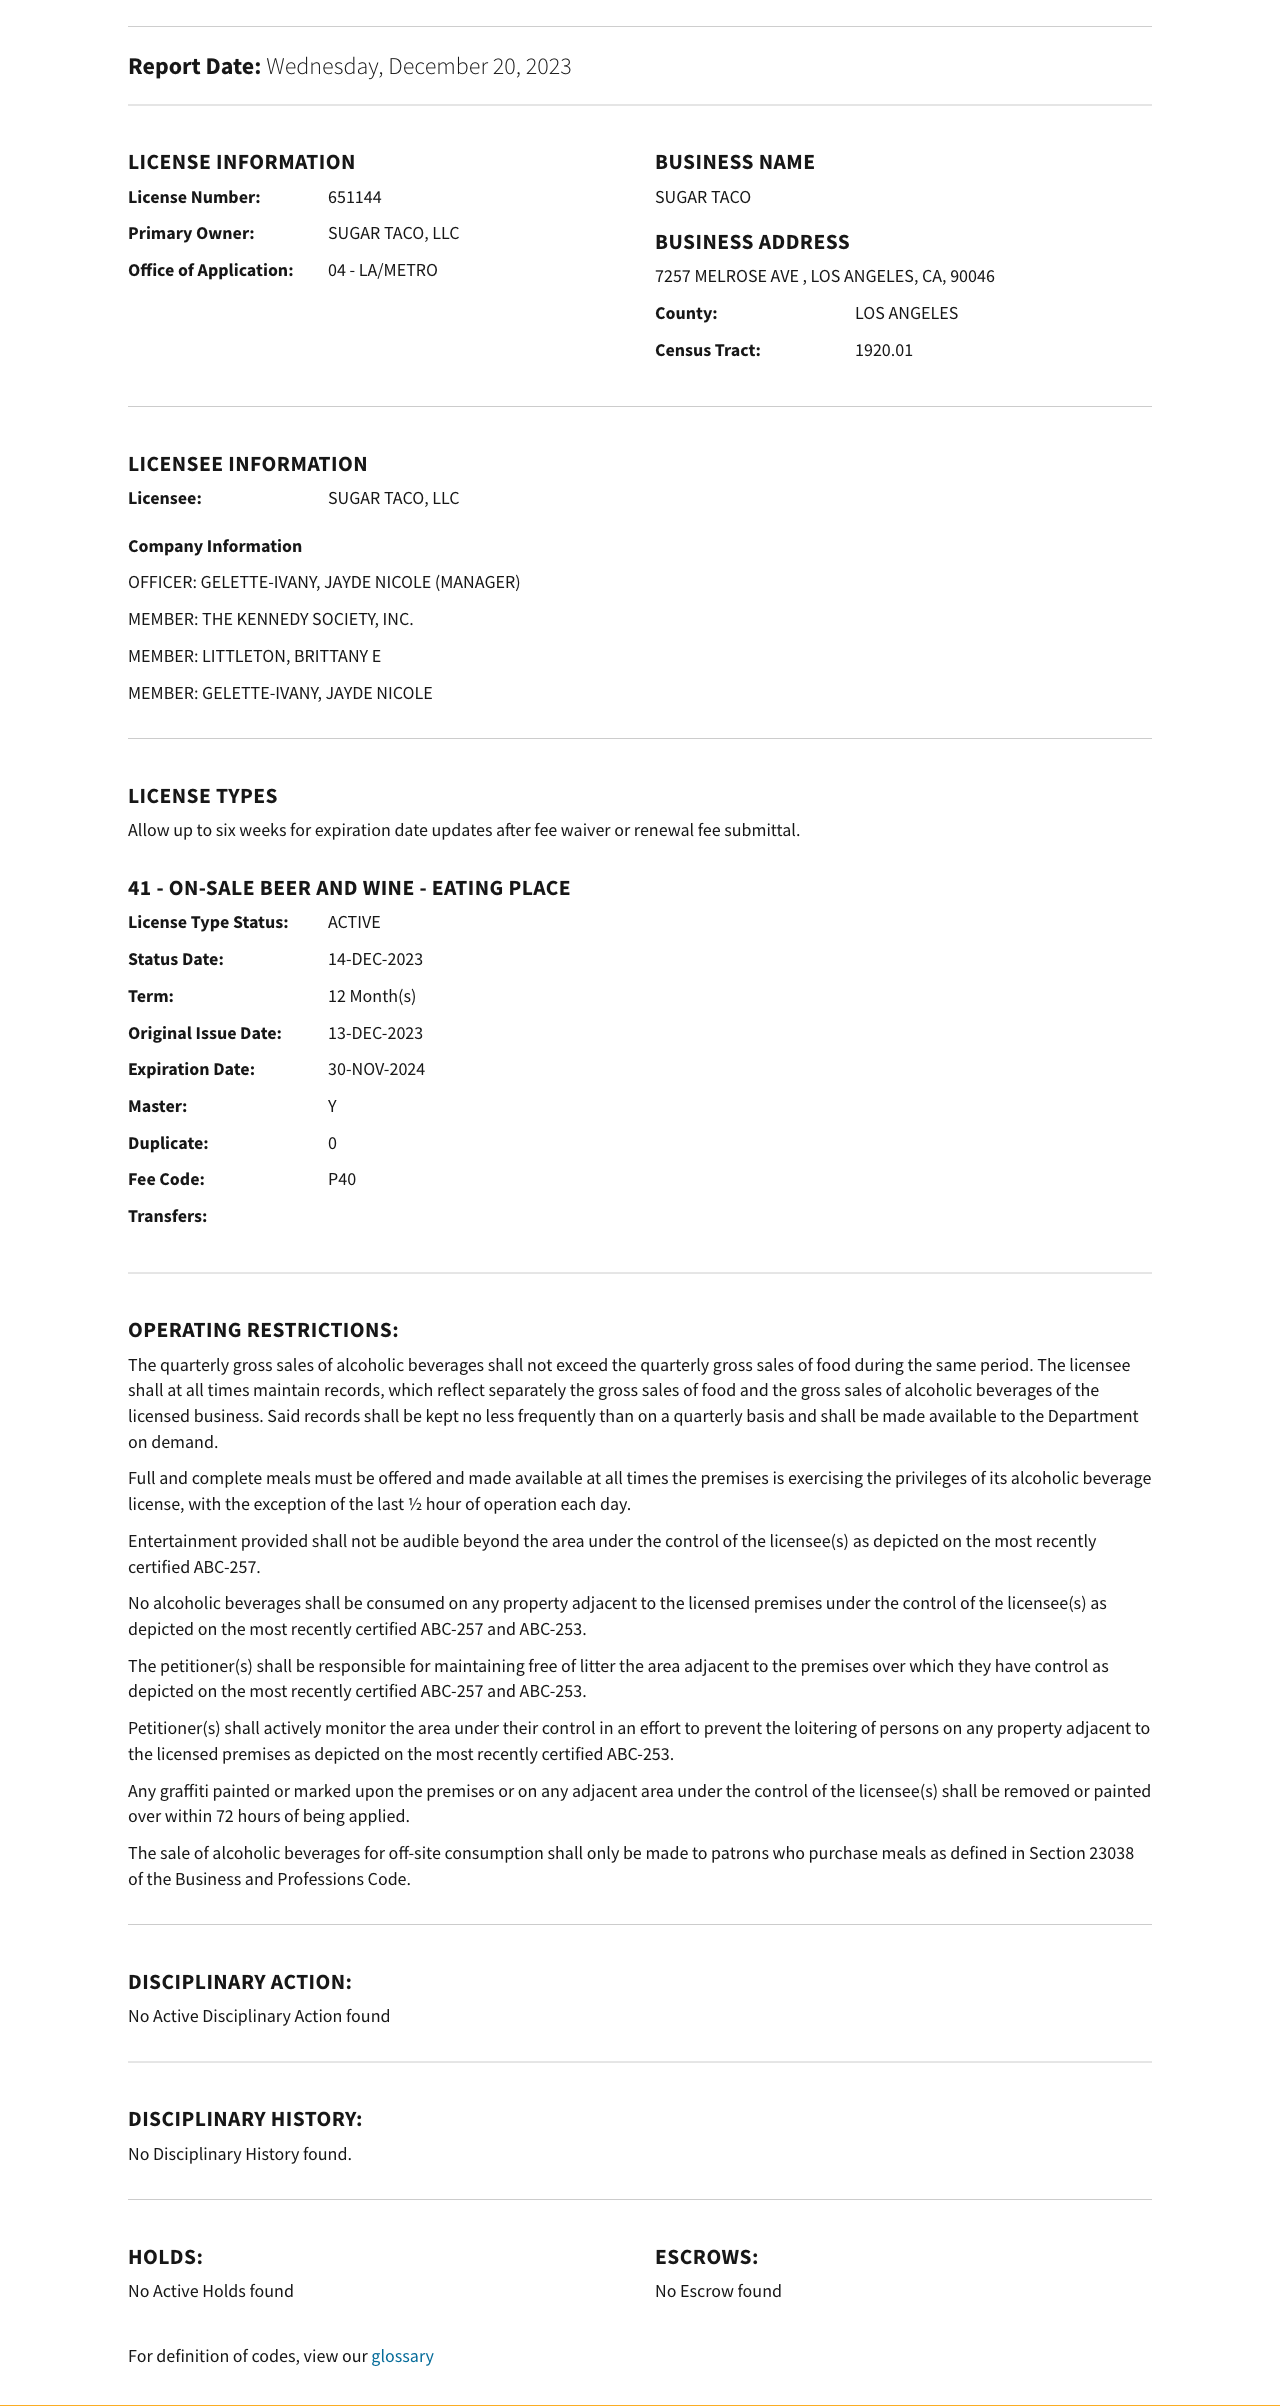 Report Date: Wednesday, December 20, 2023
LICENSE INFORMATION
License Number: 651144
Primary Owner: SUGAR TACO, LLC
Office of Application: 04 - LA/METRO
BUSINESS NAME
SUGAR TACO
BUSINESS ADDRESS
7257 MELROSE AVE , LOS ANGELES, CA, 90046
County: LOS ANGELES
Census Tract: 1920.01
LICENSEE INFORMATION
Licensee: SUGAR TACO, LLC
Company Information
OFFICER: GELETTE-IVANY, JAYDE NICOLE (MANAGER)
MEMBER: THE KENNEDY SOCIETY, INC.
MEMBER: LITTLETON, BRITTANY E
MEMBER: GELETTE-IVANY, JAYDE NICOLE
LICENSE TYPES
Allow up to six weeks for expiration date updates after fee waiver or renewal fee submittal.
41 - ON-SALE BEER AND WINE - EATING PLACE
License Type Status: ACTIVE
Status Date: 14-DEC-2023
Term: 12 Month(s)
Original Issue Date: 13-DEC-2023
Expiration Date: 30-NOV-2024
Master: Y
Duplicate: 0
Fee Code: P40
Transfers:
OPERATING RESTRICTIONS:
The quarterly gross sales of alcoholic beverages shall not exceed the quarterly gross sales of food during the same period. The licensee
shall at all times maintain records, which reflect separately the gross sales of food and the gross sales of alcoholic beverages of the
licensed business. Said records shall be kept no less frequently than on a quarterly basis and shall be made available to the Department
on demand.
Full and complete meals must be offered and made available at all times the premises is exercising the privileges of its alcoholic beverage
license, with the exception of the last ½ hour of operation each day.
Entertainment provided shall not be audible beyond the area under the control of the licensee(s) as depicted on the most recently
certified ABC-257.
No alcoholic beverages shall be consumed on any property adjacent to the licensed premises under the control of the licensee(s) as
depicted on the most recently certified ABC-257 and ABC-253.
The petitioner(s) shall be responsible for maintaining free of litter the area adjacent to the premises over which they have control as
depicted on the most recently certified ABC-257 and ABC-253.
Petitioner(s) shall actively monitor the area under their control in an effort to prevent the loitering of persons on any property adjacent to
the licensed premises as depicted on the most recently certified ABC-253.
Any graffiti painted or marked upon the premises or on any adjacent area under the control of the licensee(s) shall be removed or painted
over within 72 hours of being applied.
The sale of alcoholic beverages for off-site consumption shall only be made to patrons who purchase meals as defined in Section 23038
of the Business and Professions Code.
DISCIPLINARY ACTION:
No Active Disciplinary Action found
DISCIPLINARY HISTORY:
No Disciplinary History found.
HOLDS:
No Active Holds found
ESCROWS:
No Escrow found
For definition of codes, view our glossary